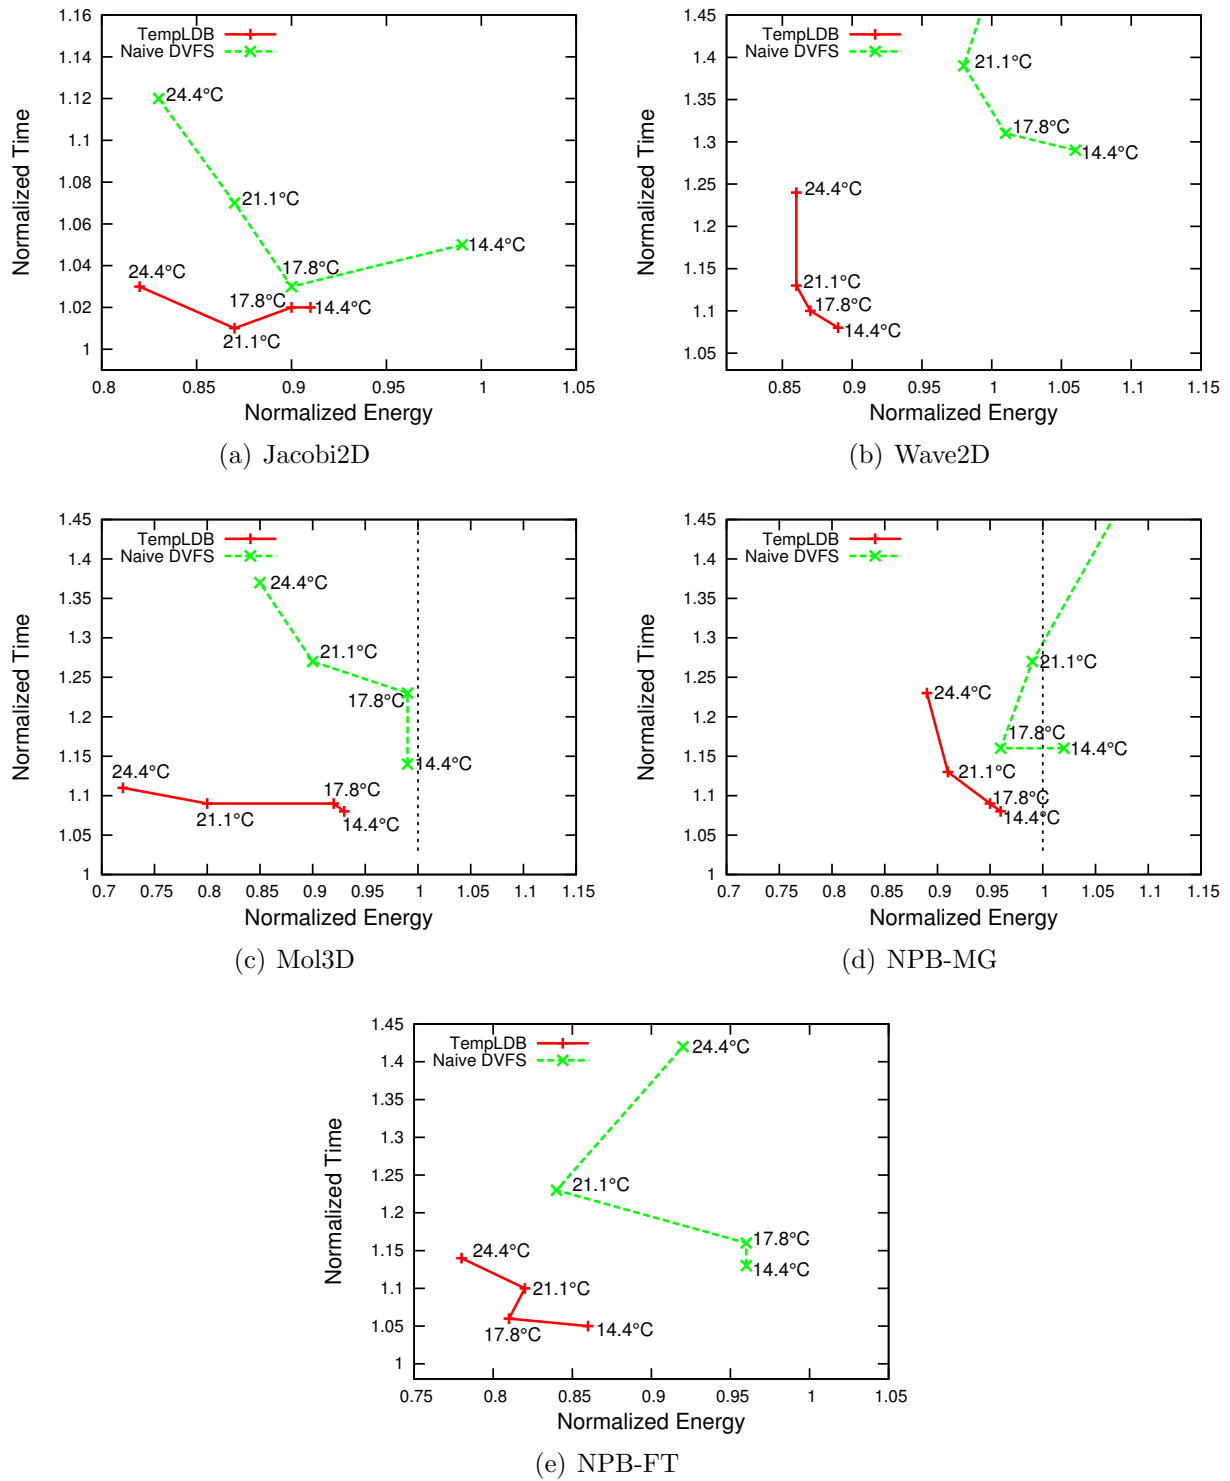 1.16
1.14
1.12
1.1
1.08
1.06
1.04
1.02
1
Normalized Time
TempLDB
Naive DVFS
24.4°C
21.1°C
17.8°C
14.4°C
24.4°C
17.8°C
14.4°C
21.1°C
0.8 0.85 0.9 0.95 1 1.05
Normalized Energy
(a) Jacobi2D
1.45
1.4
1.35
1.3
1.25
1.2
1.15
1.1
1.05
Normalized Time
TempLDB
Naive DVFS
21.1°C
17.8°C
14.4°C
24.4°C
21.1°C
17.8°C
14.4°C
0.85 0.9 0.95 1 1.05 1.1 1.15
Normalized Energy
(b) Wave2D
1.45
1.4
1.35
1.3
1.25
1.2
1.15
1.1
1.05
1
Normalized Time
TempLDB
Naive DVFS
24.4°C
21.1°C
17.8°C
14.4°C
24.4°C
17.8°C
21.1°C
14.4°C
0.7 0.75 0.8 0.85 0.9 0.95 1 1.05 1.1 1.15
Normalized Energy
(c) Mol3D
1.45
1.4
1.35
1.3
1.25
1.2
1.15
1.1
1.05
1
Normalized Time
TempLDB
Naive DVFS
21.1°C
24.4°C
17.8°C
14.4°C
21.1°C
17.8°C
14.4°C
0.7 0.75 0.8 0.85 0.9 0.95 1 1.05 1.1 1.15
Normalized Energy
(d) NPB-MG
1.45
1.4
1.35
1.3
1.25
1.2
1.15
1.1
1.05
1
Normalized Time
TempLDB
Naive DVFS
24.4°C
21.1°C
17.8°C
14.4°C
24.4°C
21.1°C
17.8°C
14.4°C
0.75 0.8 0.85 0.9 0.95 1 1.05
Normalized Energy
(e) NPB-FT